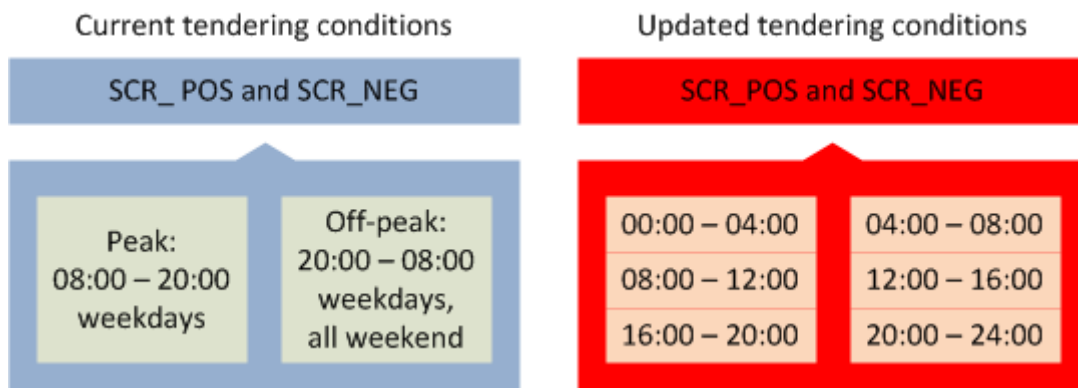 Current tendering conditions
SCR_ POS and SCR_NEG
Peak:
08:00 – 20:00
weekdays
Off-peak:
20:00 – 08:00
weekdays,
all weekend
Updated tendering conditions
SCR_POS and SCR_NEG
00:00 – 04:00
04:00 – 08:00
08:00 – 12:00
12:00 – 16:00
16:00 – 20:00
20:00 – 24:00